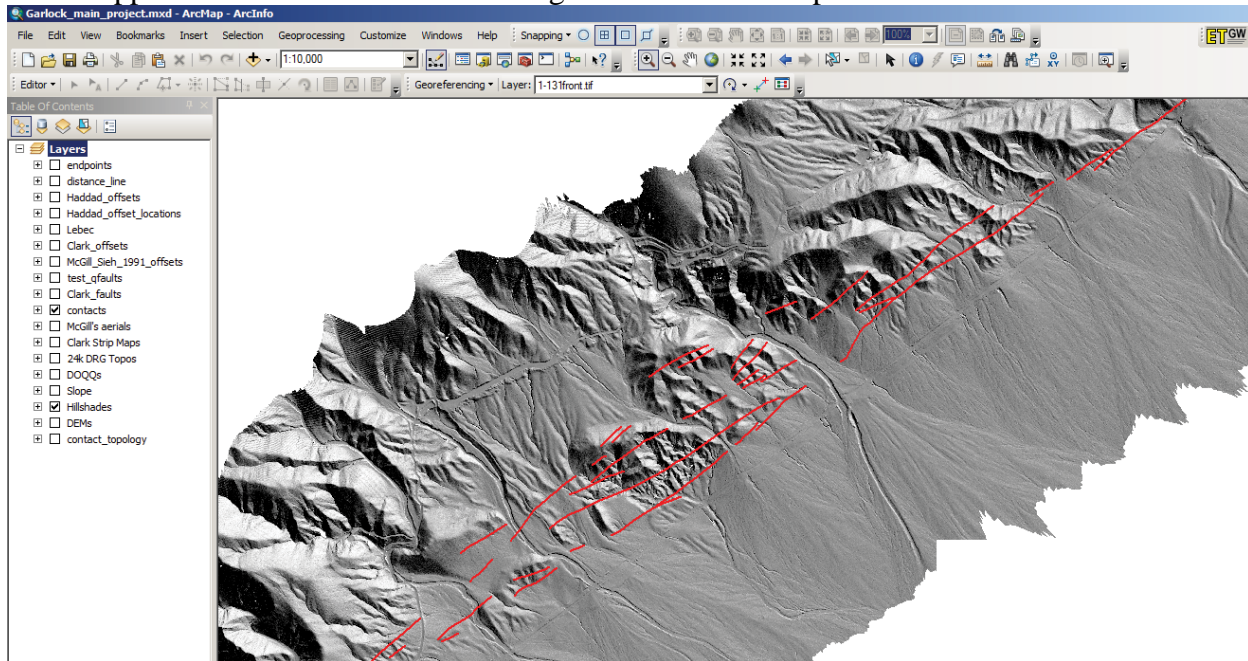 Garlock_main_project.mxd - ArcMap - ArcInfo
File Edit View Bookmarks Insert Selection Geoprocessing Customize Windows Help Snapping 100% ETGW
1:10,000
Editor Georeferencing Layer: 1-131front.tif
Table Of Contents
Layers
endpoints
distance_line
Haddad_offsets
Haddad_offset_locations
Lebec
Clark_offsets
McGill_Sieh_1991_offsets
test_qfaults
Clark_faults
contacts
McGill's aerials
Clark Strip Maps
24k DRG Topos
DOQQs
Slope
Hillshades
DEMs
contact_topology